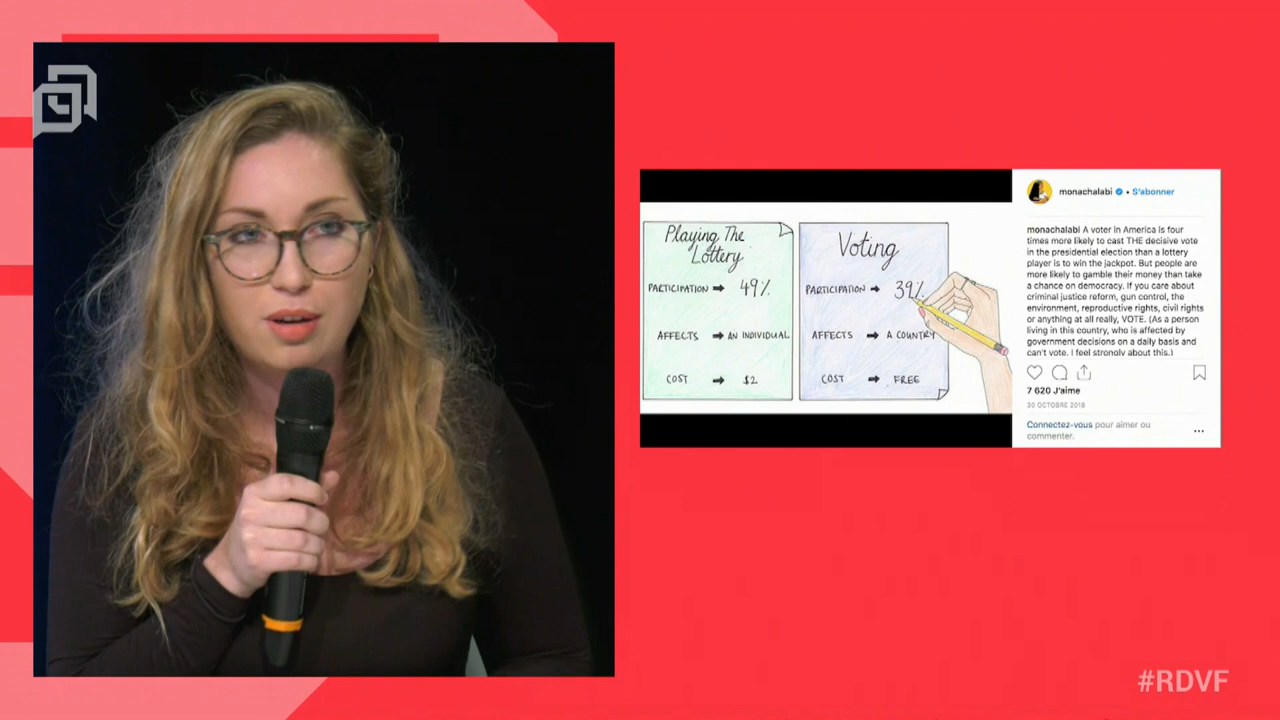 monachalabi • S'abonner
Playing The
Lottery
PARTICIPATION → 49%
AFFECTS → AN INDIVIDUAL
COST → $2
Voting
PARTICIPATION → 39%
AFFECTS → A COUNTRY
COST → FREE
monachalabi A voter in America is four
times more likely to cast THE decisive vote
in the presidential election than a lottery
player is to win the jackpot. But people are
more likely to gamble their money than take
a chance on democracy. If you care about
criminal justice reform, gun control, the
environment, reproductive rights, civil rights
or anything at all really, VOTE. (As a person
living in this country, who is affected by
government decisions on a daily basis and
can't vote, I feel strongly about this.)
7 620 J'aime
30 OCTOBRE 2018
Connectez-vous pour aimer ou
commenter.
#RDVF